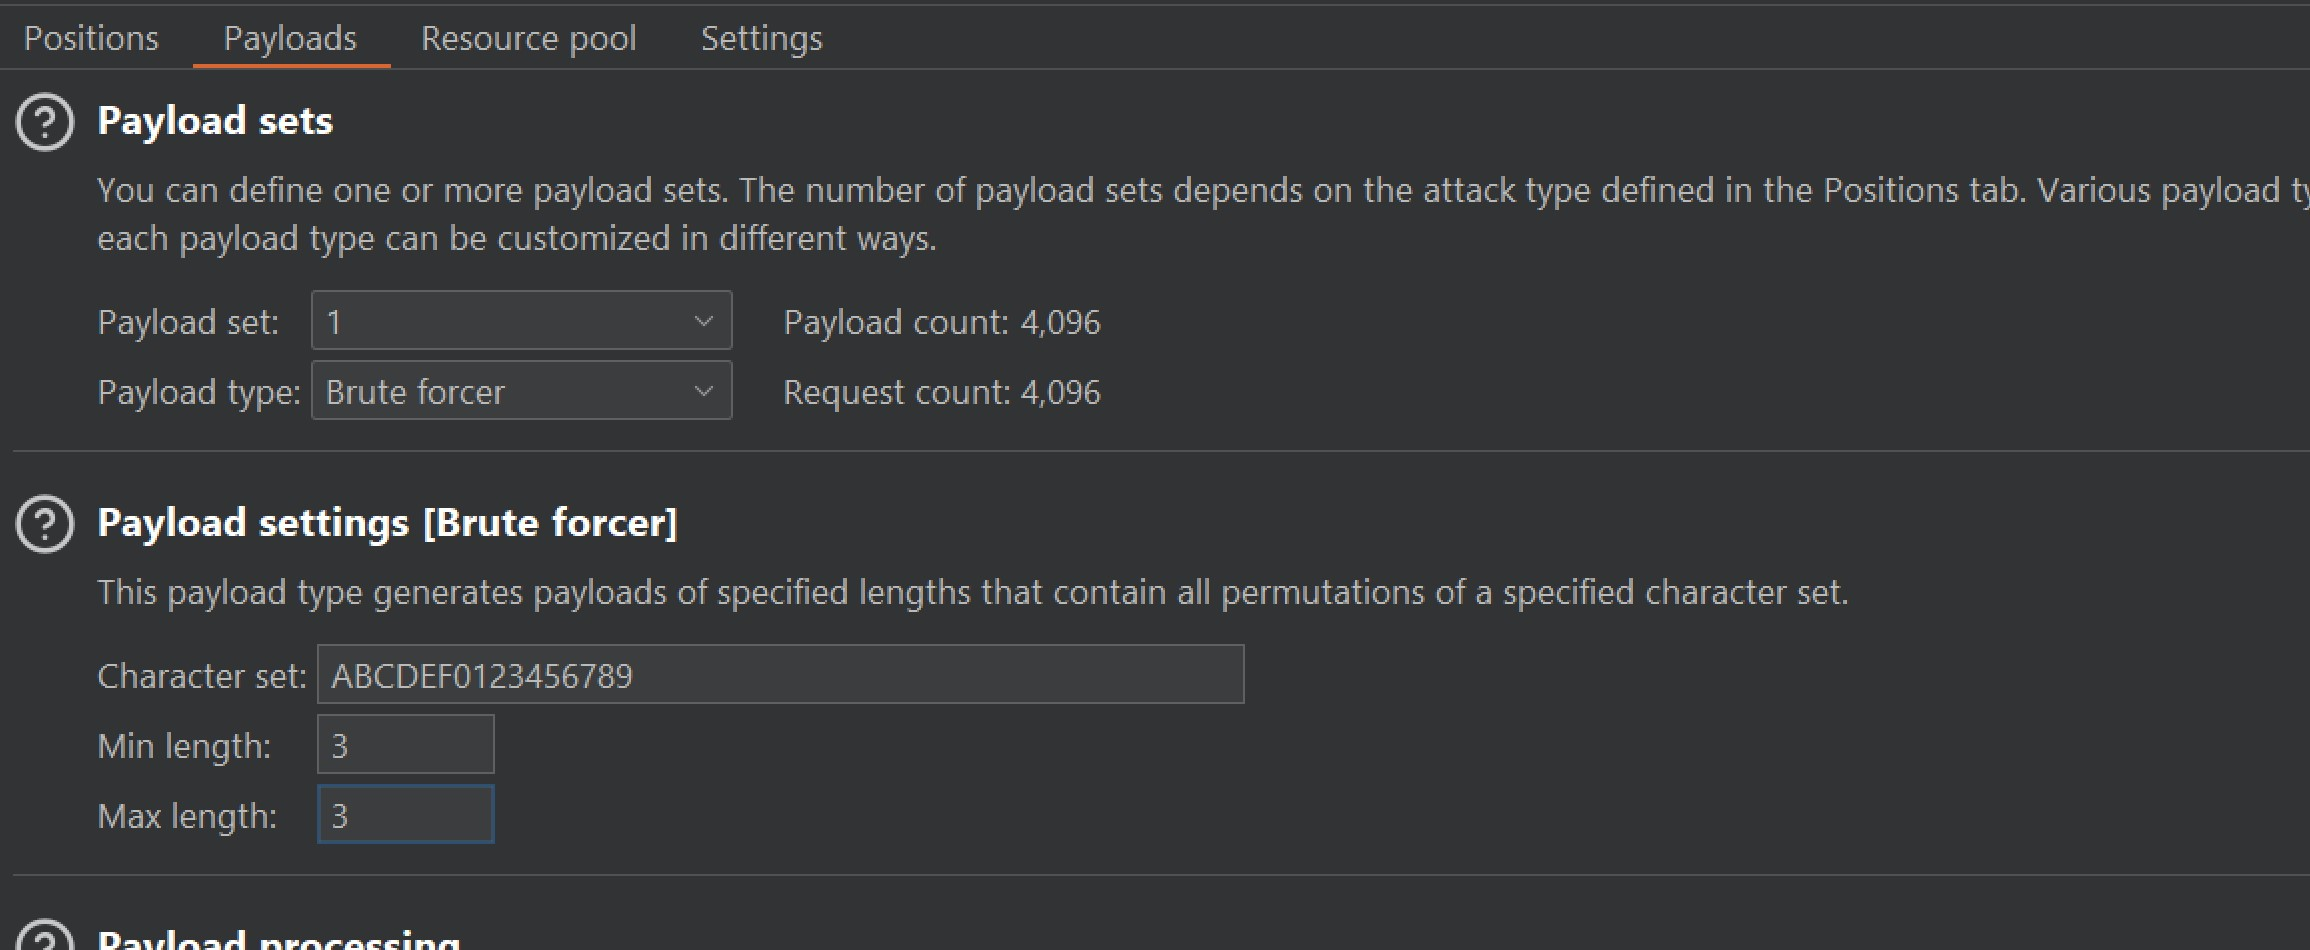 Positions Payloads Resource pool Settings
Payload sets
You can define one or more payload sets. The number of payload sets depends on the attack type defined in the Positions tab. Various payload
each payload type can be customized in different ways.
Payload set: 1 Payload count: 4,096
Payload type: Brute forcer Request count: 4,096
Payload settings [Brute forcer]
This payload type generates payloads of specified lengths that contain all permutations of a specified character set.
Character set: ABCDEF0123456789
Min length: 3
Max length: 3
Payload processing